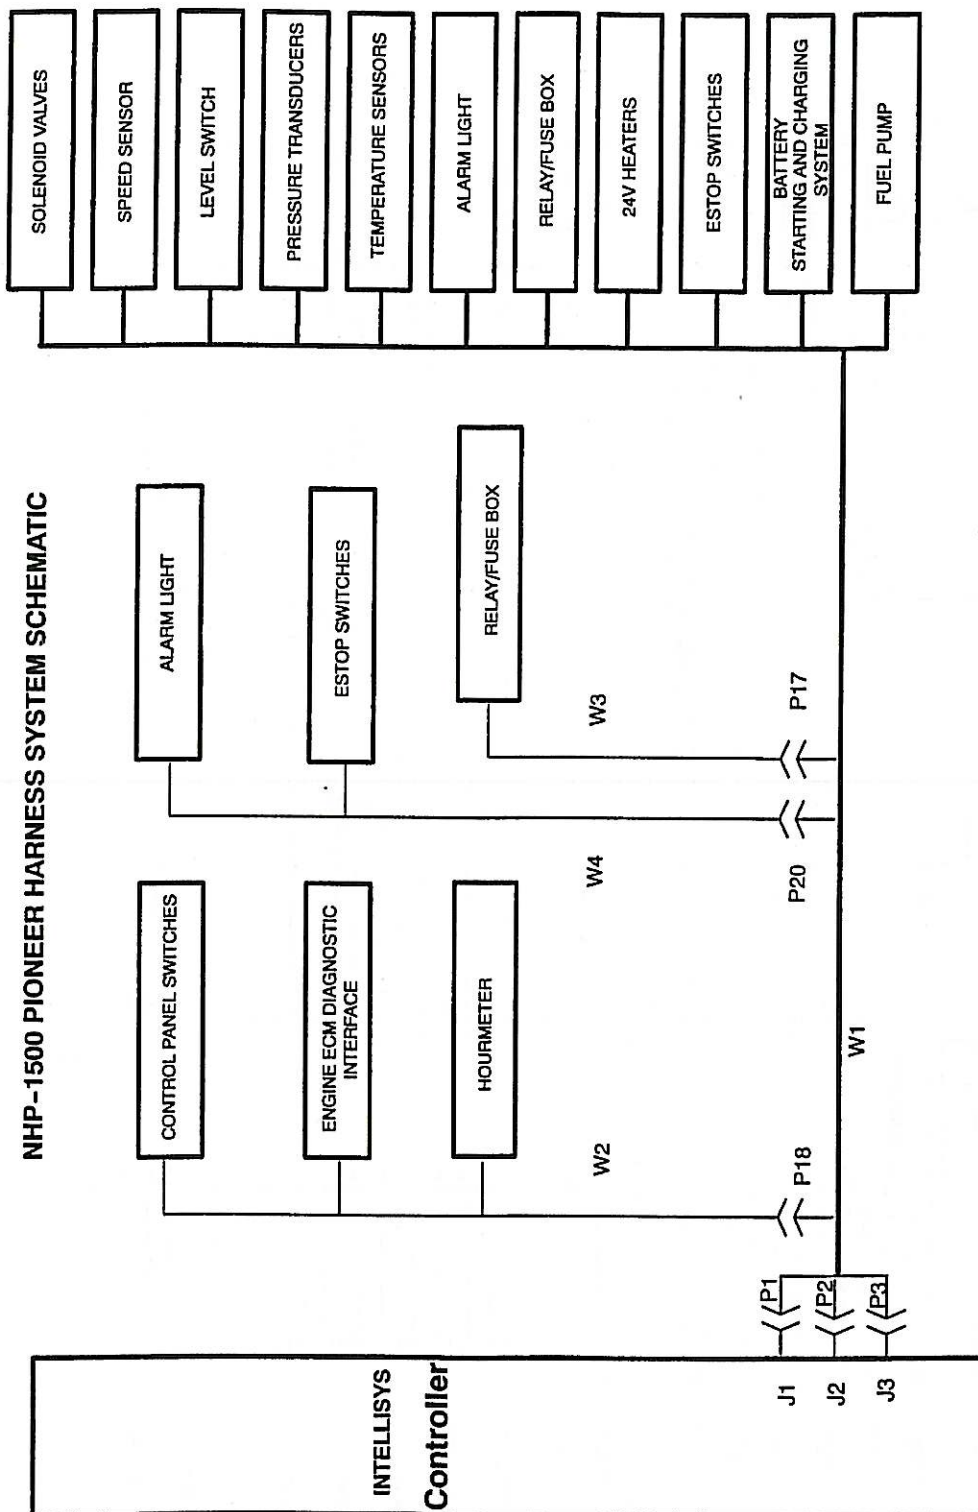 NHP-1500 PIONEER HARNESS SYSTEM SCHEMATIC
INTELLISYS
Controller
J1
J2
J3
P1
P2
P3
CONTROL PANEL SWITCHES
ENGINE ECM DIAGNOSTIC
INTERFACE
HOURMETER
W2
P18
W1
ALARM LIGHT
ESTOP SWITCHES
W4
P20
RELAY/FUSE BOX
W3
P17
SOLENOID VALVES
SPEED SENSOR
LEVEL SWITCH
PRESSURE TRANSDUCERS
TEMPERATURE SENSORS
ALARM LIGHT
RELAY/FUSE BOX
24V HEATERS
ESTOP SWITCHES
BATTERY
STARTING AND CHARGING
SYSTEM
FUEL PUMP